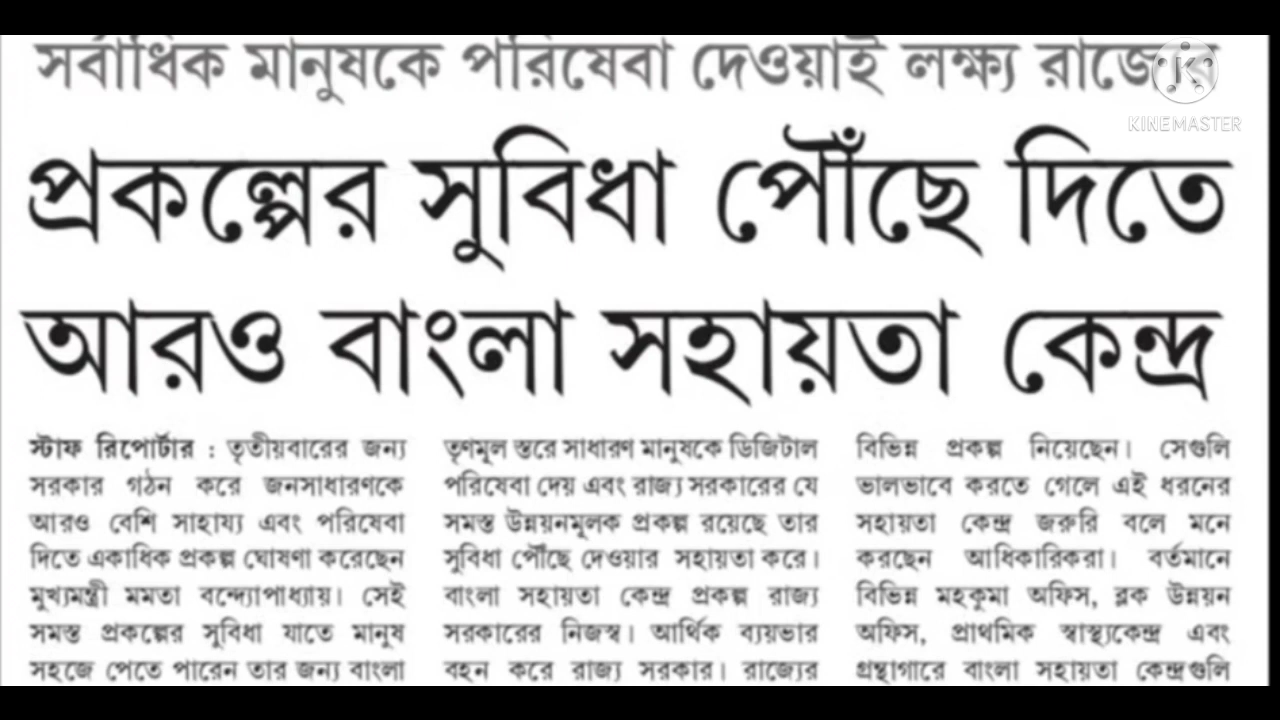 সর্বাধিক মানুষকে পরিষেবা দেওয়াই লক্ষ্য রাজ্যের
KINEMASTER
প্রকল্পের সুবিধা পৌঁছে দিতে
আরও বাংলা সহায়তা কেন্দ্র
স্টাফ রিপোর্টার : তৃতীয়বারের জন্য
সরকার গঠন করে জনসাধারণকে
আরও বেশি সাহায্য এবং পরিষেবা
দিতে একাধিক প্রকল্প ঘোষণা করেছেন
মুখ্যমন্ত্রী মমতা বন্দ্যোপাধ্যায়। সেই
সমস্ত প্রকল্পের সুবিধা যাতে মানুষ
সহজে পেতে পারেন তার জন্য বাংলা
তৃণমূল স্তরে সাধারণ মানুষকে ডিজিটাল
পরিষেবা দেয় এবং রাজ্য সরকারের যে
সমস্ত উন্নয়নমূলক প্রকল্প রয়েছে তার
সুবিধা পৌঁছে দেওয়ার সহায়তা করে।
বাংলা সহায়তা কেন্দ্র প্রকল্প রাজ্য
সরকারের নিজস্ব। আর্থিক ব্যয়ভার
বহন করে রাজ্য সরকার। রাজ্যের
বিভিন্ন প্রকল্প নিয়েছেন। সেগুলি
ভালভাবে করতে গেলে এই ধরনের
সহায়তা কেন্দ্র জরুরি বলে মনে
করছেন আধিকারিকরা। বর্তমানে
বিভিন্ন মহকুমা অফিস, ব্লক উন্নয়ন
অফিস, প্রাথমিক স্বাস্থ্যকেন্দ্র এবং
গ্রন্থাগারে বাংলা সহায়তা কেন্দ্রগুলি